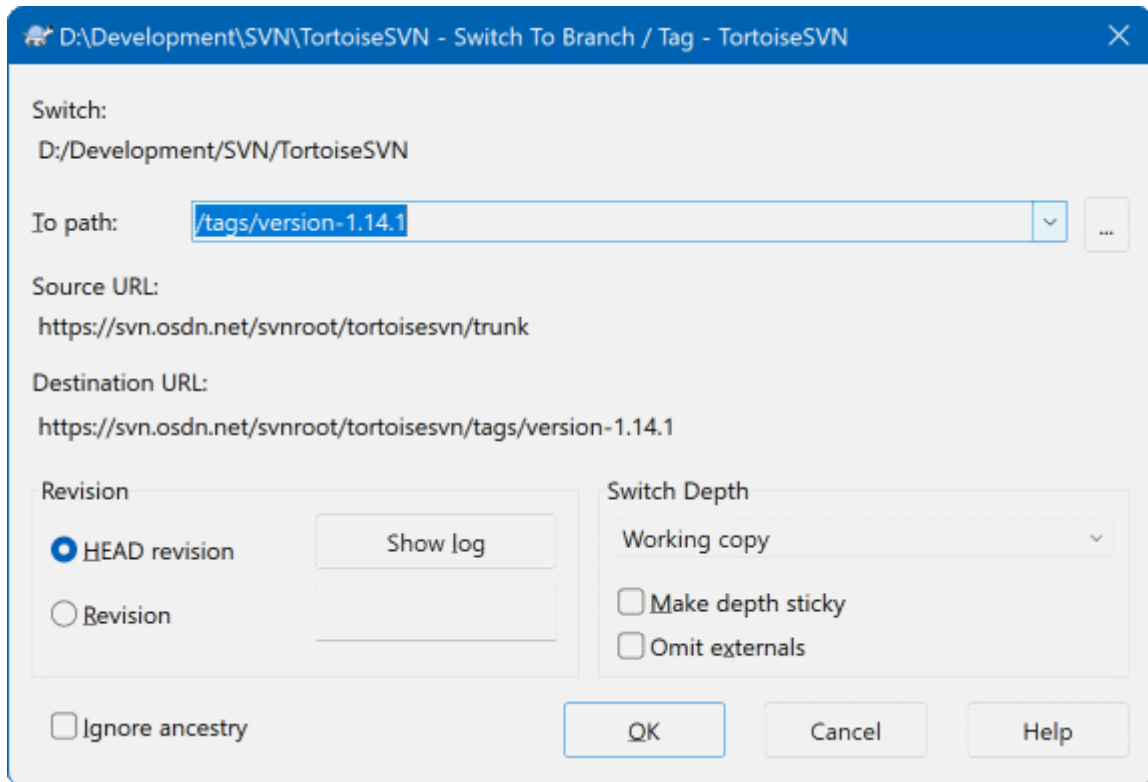 D:\Development\SVN\TortoiseSVN - Switch To Branch / Tag - TortoiseSVN
Switch:
D:/Development/SVN/TortoiseSVN
To path:
/tags/version-1.14.1
...
Source URL:
https://svn.osdn.net/svnroot/tortoisesvn/trunk
Destination URL:
https://svn.osdn.net/svnroot/tortoisesvn/tags/version-1.14.1
Revision
HEAD revision
Show log
Revision
Switch Depth
Working copy
Make depth sticky
Omit externals
Ignore ancestry
OK
Cancel
Help